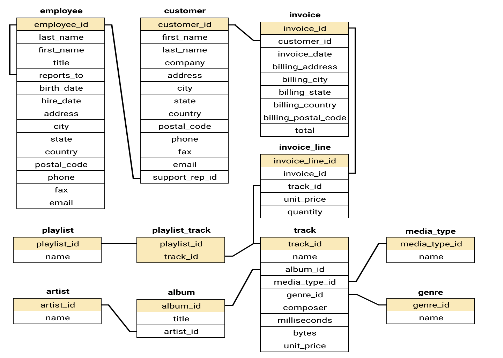 employee
employee_id
last_name
first_name
title
reports_to
birth_date
hire_date
address
city
state
country
postal_code
phone
fax
email
customer
customer_id
first_name
last_name
company
address
city
state
country
postal_code
phone
fax
email
support_rep_id
invoice
invoice_id
customer_id
invoice_date
billing_address
billing_city
billing_state
billing_country
billing_postal_code
total
invoice_line
invoice_line_id
invoice_id
track_id
unit_price
quantity
playlist
playlist_id
name
playlist_track
playlist_id
track_id
track
track_id
name
album_id
media_type_id
genre_id
composer
milliseconds
bytes
unit_price
media_type
media_type_id
name
artist
artist_id
name
album
album_id
title
artist_id
genre
genre_id
name